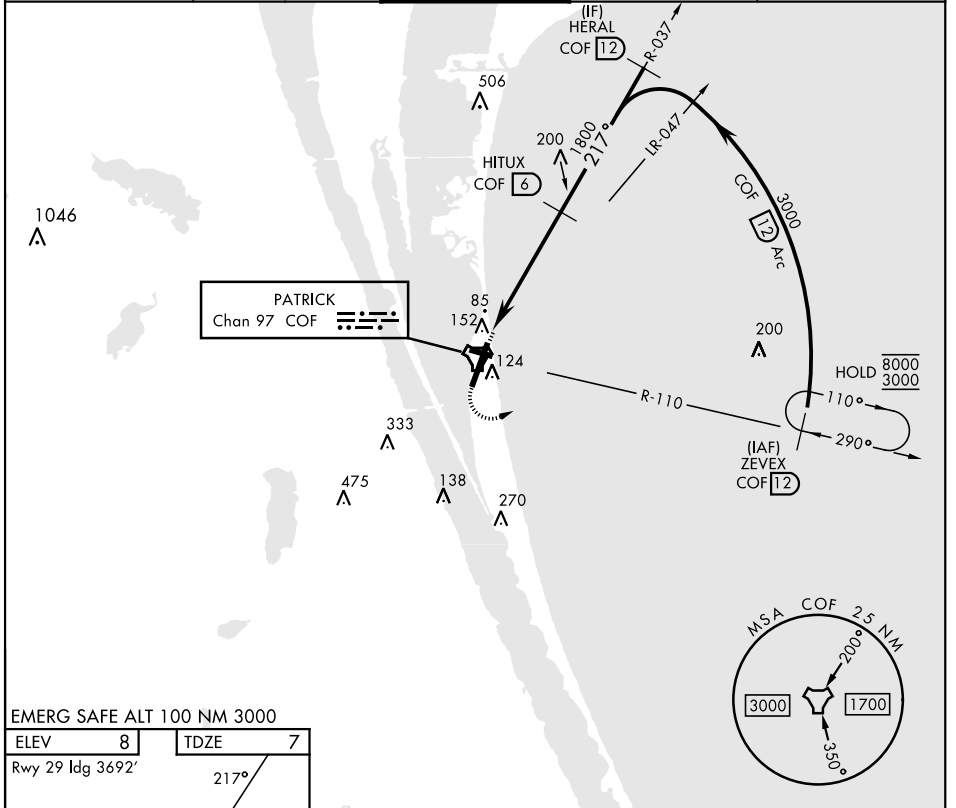 (IF)
HERAL
COF 12
R-037
506
LR-047
200
1800
217°
HITUX
COF 6
COF 12 Arc
3000
1046
PATRICK
Chan 97 COF
85
152
124
200
HOLD 8000
3000
R-110
110°
290°
(IAF)
ZEVEX
COF 12
333
475
138
270
MSA COF 25 NM
200°
3000
1700
350°
EMERG SAFE ALT 100 NM 3000
ELEV 8
TDZE 7
Rwy 29 ldg 3692'
217°